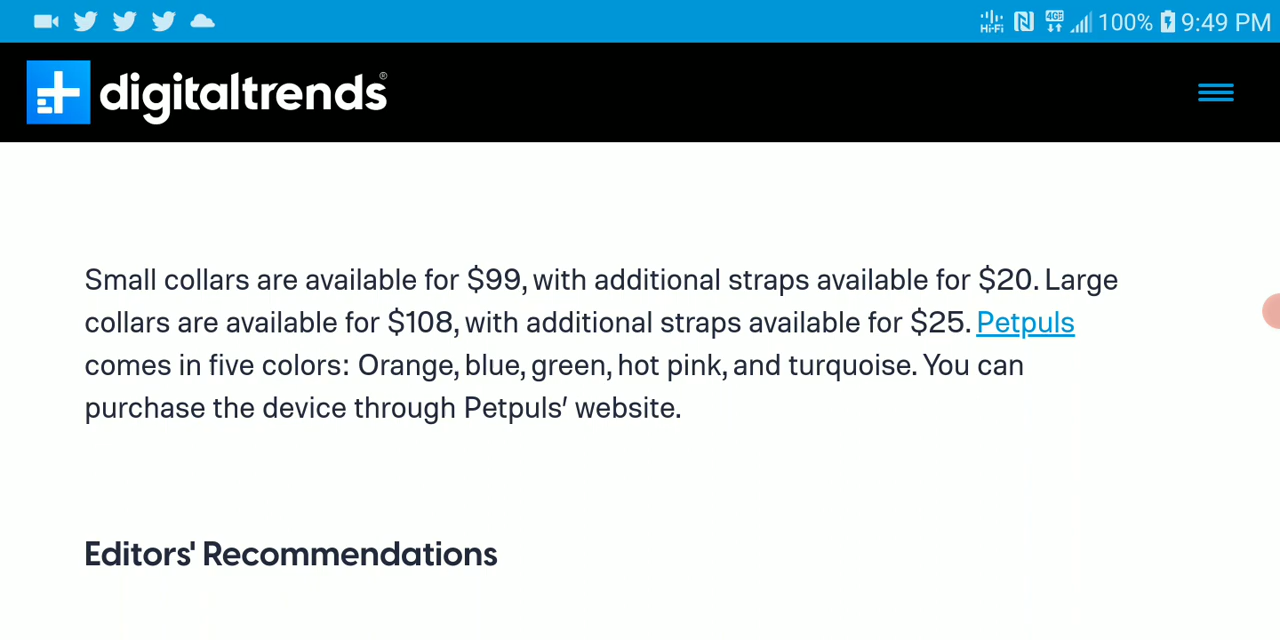 Hi-Fi 4GE 100% 9:49 PM
digitaltrends®
Small collars are available for $99, with additional straps available for $20. Large
collars are available for $108, with additional straps available for $25. Petpuls
comes in five colors: Orange, blue, green, hot pink, and turquoise. You can
purchase the device through Petpuls’ website.
Editors' Recommendations